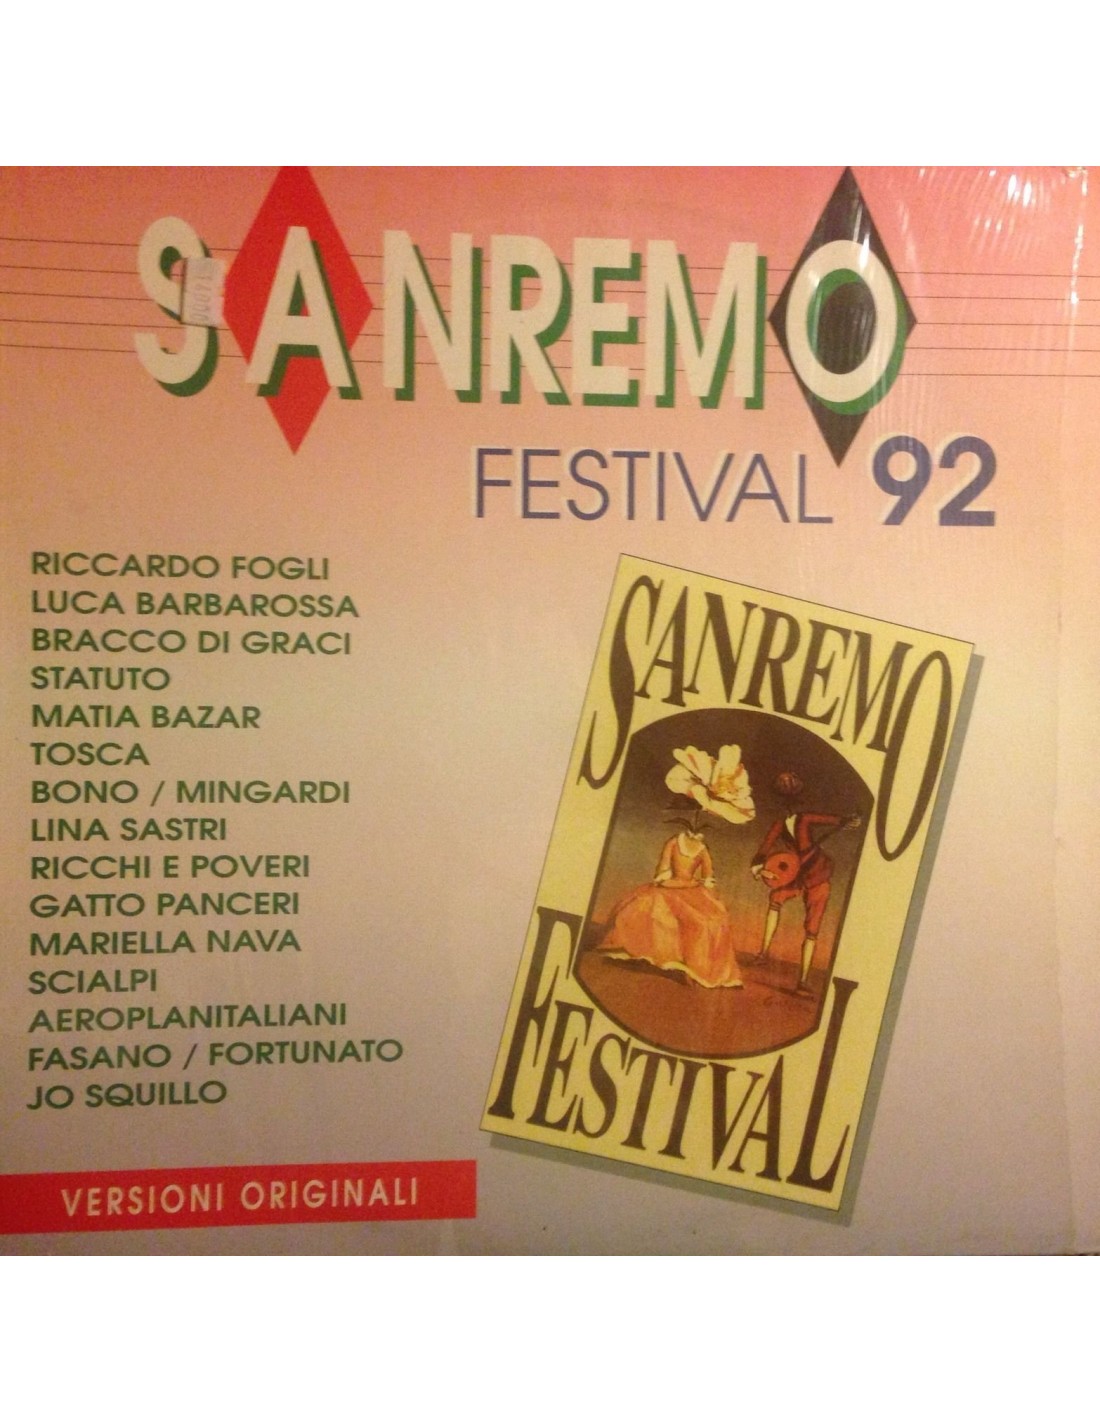 SANREMO
FESTIVAL 92
RICCARDO FOGLI
LUCA BARBAROSSA
BRACCO DI GRACI
STATUTO
MATIA BAZAR
TOSCA
BONO / MINGARDI
LINA SASTRI
RICCHI E POVERI
GATTO PANCERI
MARIELLA NAVA
SCIALPI
AEROPLANITALIANI
FASANO / FORTUNATO
JO SQUILLO
VERSIONI ORIGINALI
SANREMO
FESTIVAL